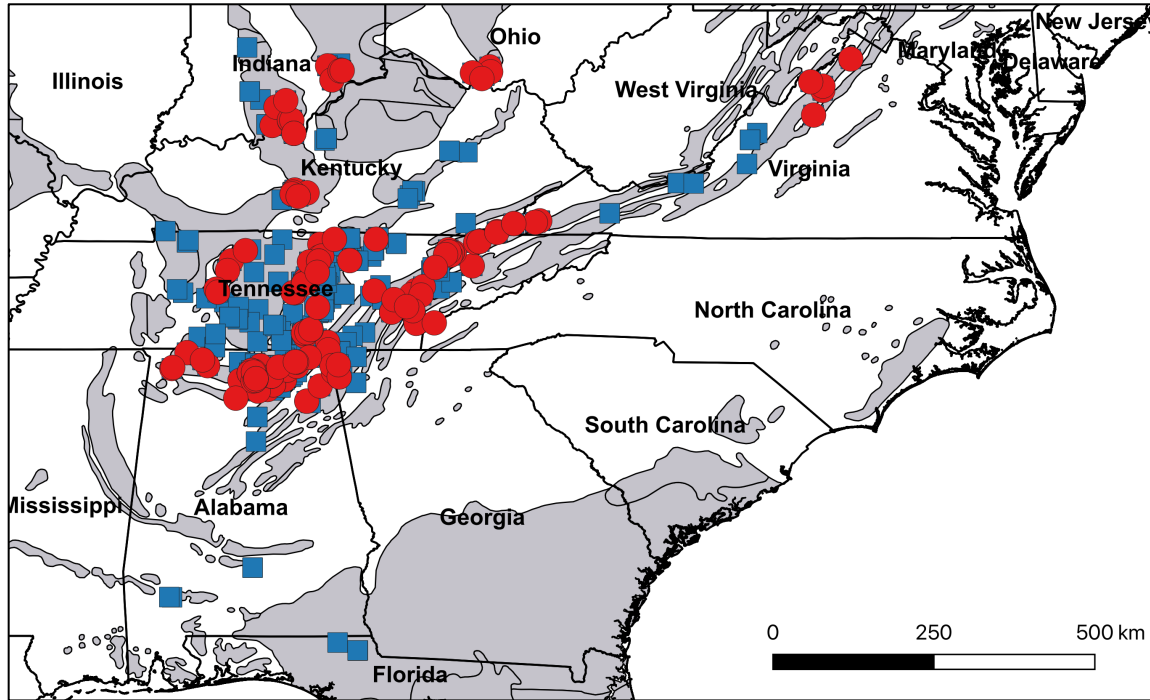 New Jersey
Ohio
Maryland
Indiana
Delaware
Illinois
West Virginia
Kentucky
Virginia
Tennessee
North Carolina
South Carolina
Mississippi
Alabama
Georgia
0 250 500 km
Florida